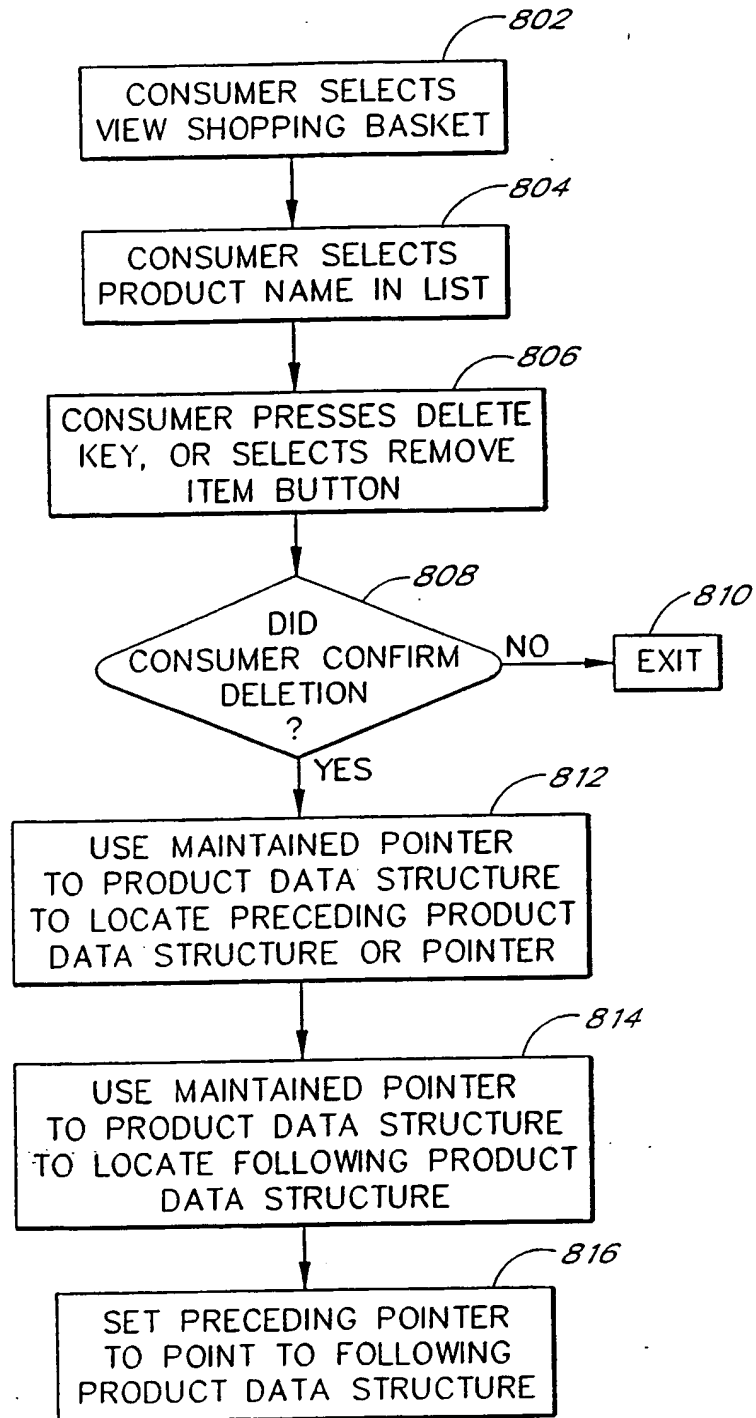 802
CONSUMER SELECTS
VIEW SHOPPING BASKET
804
CONSUMER SELECTS
PRODUCT NAME IN LIST
806
CONSUMER PRESSES DELETE
KEY, OR SELECTS REMOVE
ITEM BUTTON
808
DID
CONSUMER CONFIRM
DELETION
?
NO
810
EXIT
YES
812
USE MAINTAINED POINTER
TO PRODUCT DATA STRUCTURE
TO LOCATE PRECEDING PRODUCT
DATA STRUCTURE OR POINTER
814
USE MAINTAINED POINTER
TO PRODUCT DATA STRUCTURE
TO LOCATE FOLLOWING PRODUCT
DATA STRUCTURE
816
SET PRECEDING POINTER
TO POINT TO FOLLOWING
PRODUCT DATA STRUCTURE